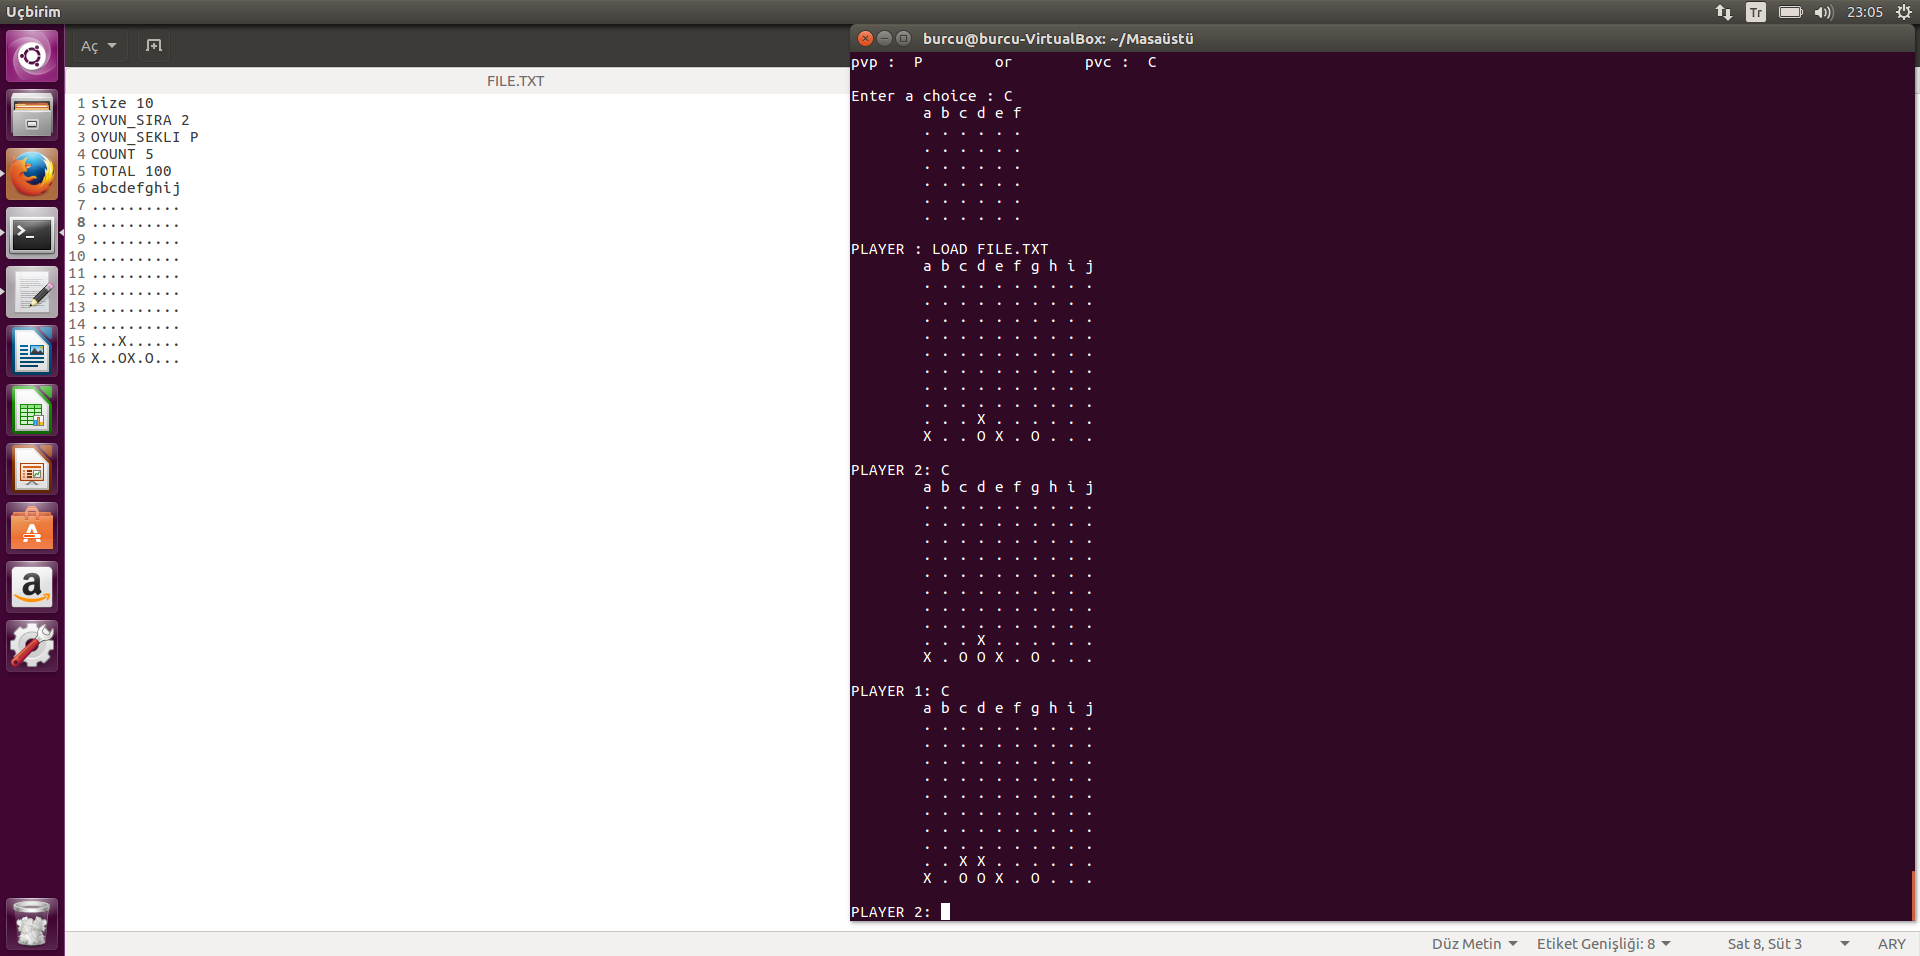 Uçbirim
Tr
23:05
Aç
FILE.TXT
1 size 10
2 OYUN_SIRA 2
3 OYUN_SEKLI P
4 COUNT 5
5 TOTAL 100
6 abcdefghij
7 ..........
8 ..........
9 ..........
10 ..........
11 ..........
12 ..........
13 ..........
14 ..........
15 ...X......
16 X..OX.O...
burcu@burcu-VirtualBox: ~/Masaüstü
pvp :  P        or        pvc :  C
Enter a choice : C
a b c d e f
. . . . . .
. . . . . .
. . . . . .
. . . . . .
. . . . . .
. . . . . .
PLAYER : LOAD FILE.TXT
a b c d e f g h i j
. . . . . . . . . .
. . . . . . . . . .
. . . . . . . . . .
. . . . . . . . . .
. . . . . . . . . .
. . . . . . . . . .
. . . . . . . . . .
. . . . . . . . . .
. . . X . . . . . .
X . . O X . O . . .
PLAYER 2: C
a b c d e f g h i j
. . . . . . . . . .
. . . . . . . . . .
. . . . . . . . . .
. . . . . . . . . .
. . . . . . . . . .
. . . . . . . . . .
. . . . . . . . . .
. . . . . . . . . .
. . . X . . . . . .
X . O O X . O . . .
PLAYER 1: C
a b c d e f g h i j
. . . . . . . . . .
. . . . . . . . . .
. . . . . . . . . .
. . . . . . . . . .
. . . . . . . . . .
. . . . . . . . . .
. . . . . . . . . .
. . . . . . . . . .
. . X X . . . . . .
X . O O X . O . . .
PLAYER 2:
Düz Metin
Etiket Genişliği: 8
Sat 8, Süt 3
ARY